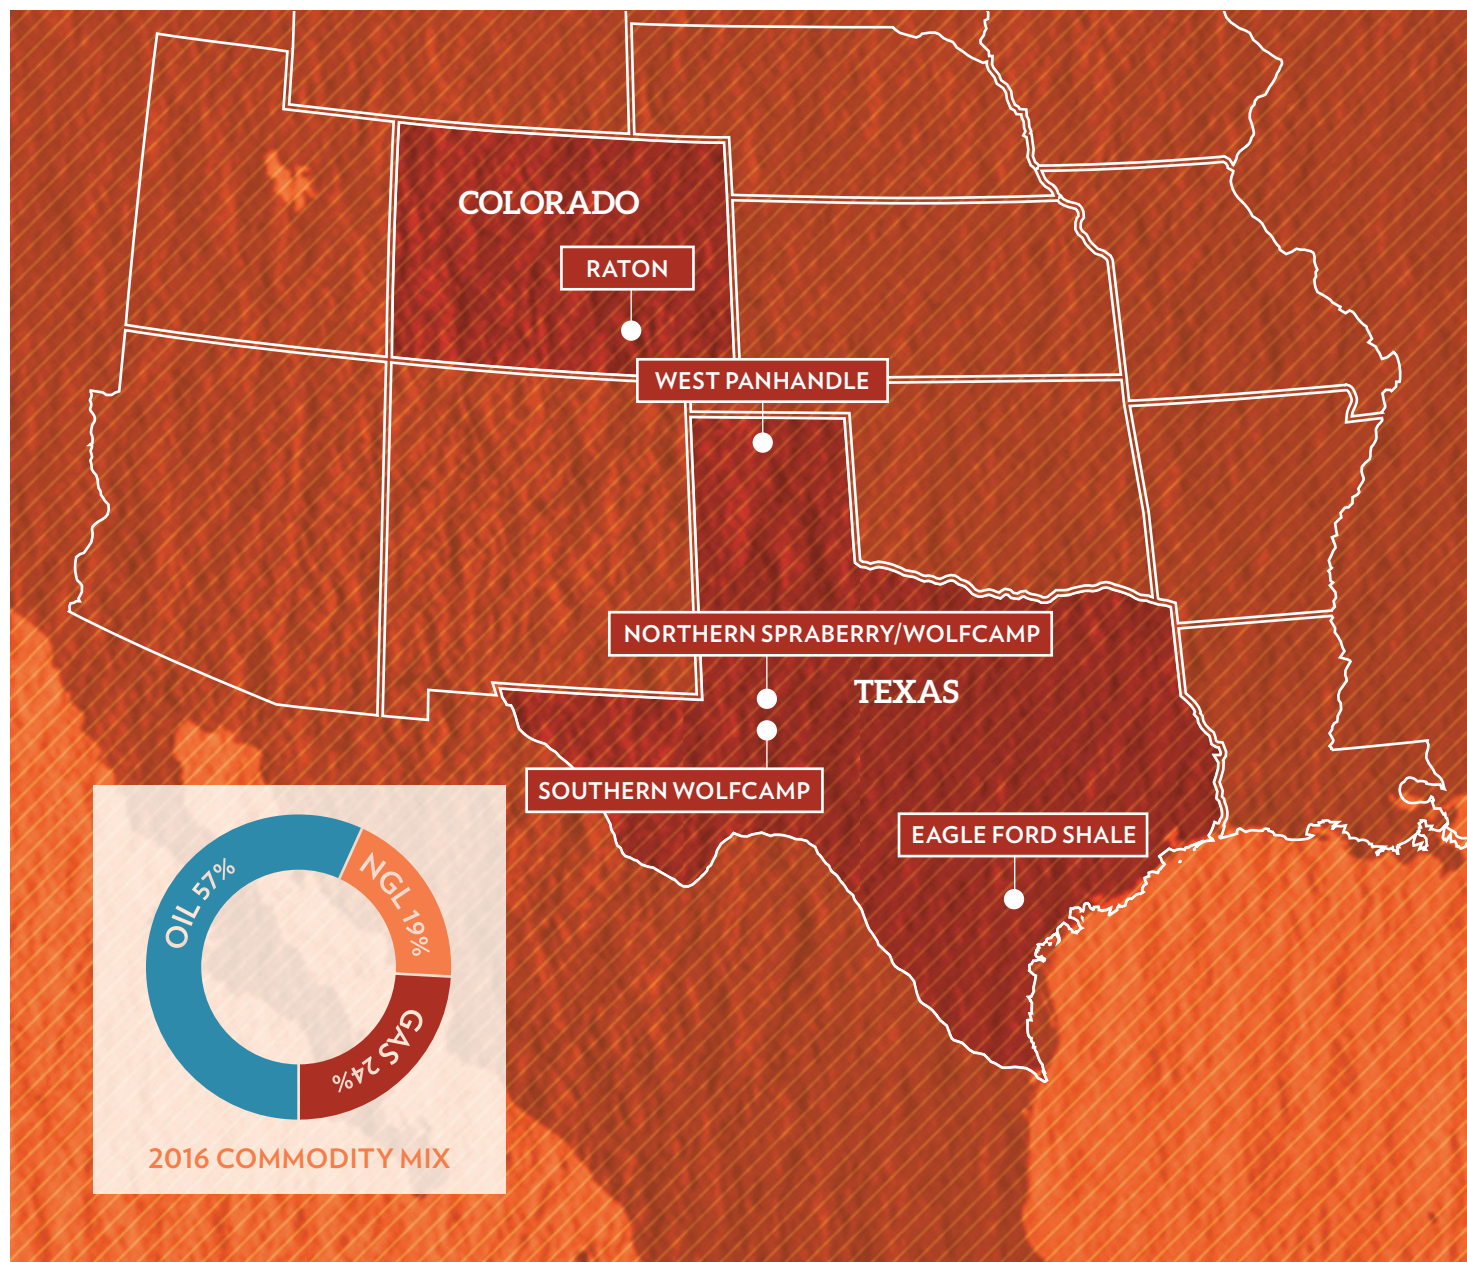 COLORADO
RATON
WEST PANHANDLE
NORTHERN SPRABERRY/WOLFCAMP
TEXAS
SOUTHERN WOLFCAMP
EAGLE FORD SHALE
OIL 57%
NGL 19%
GAS 24%
2016 COMMODITY MIX